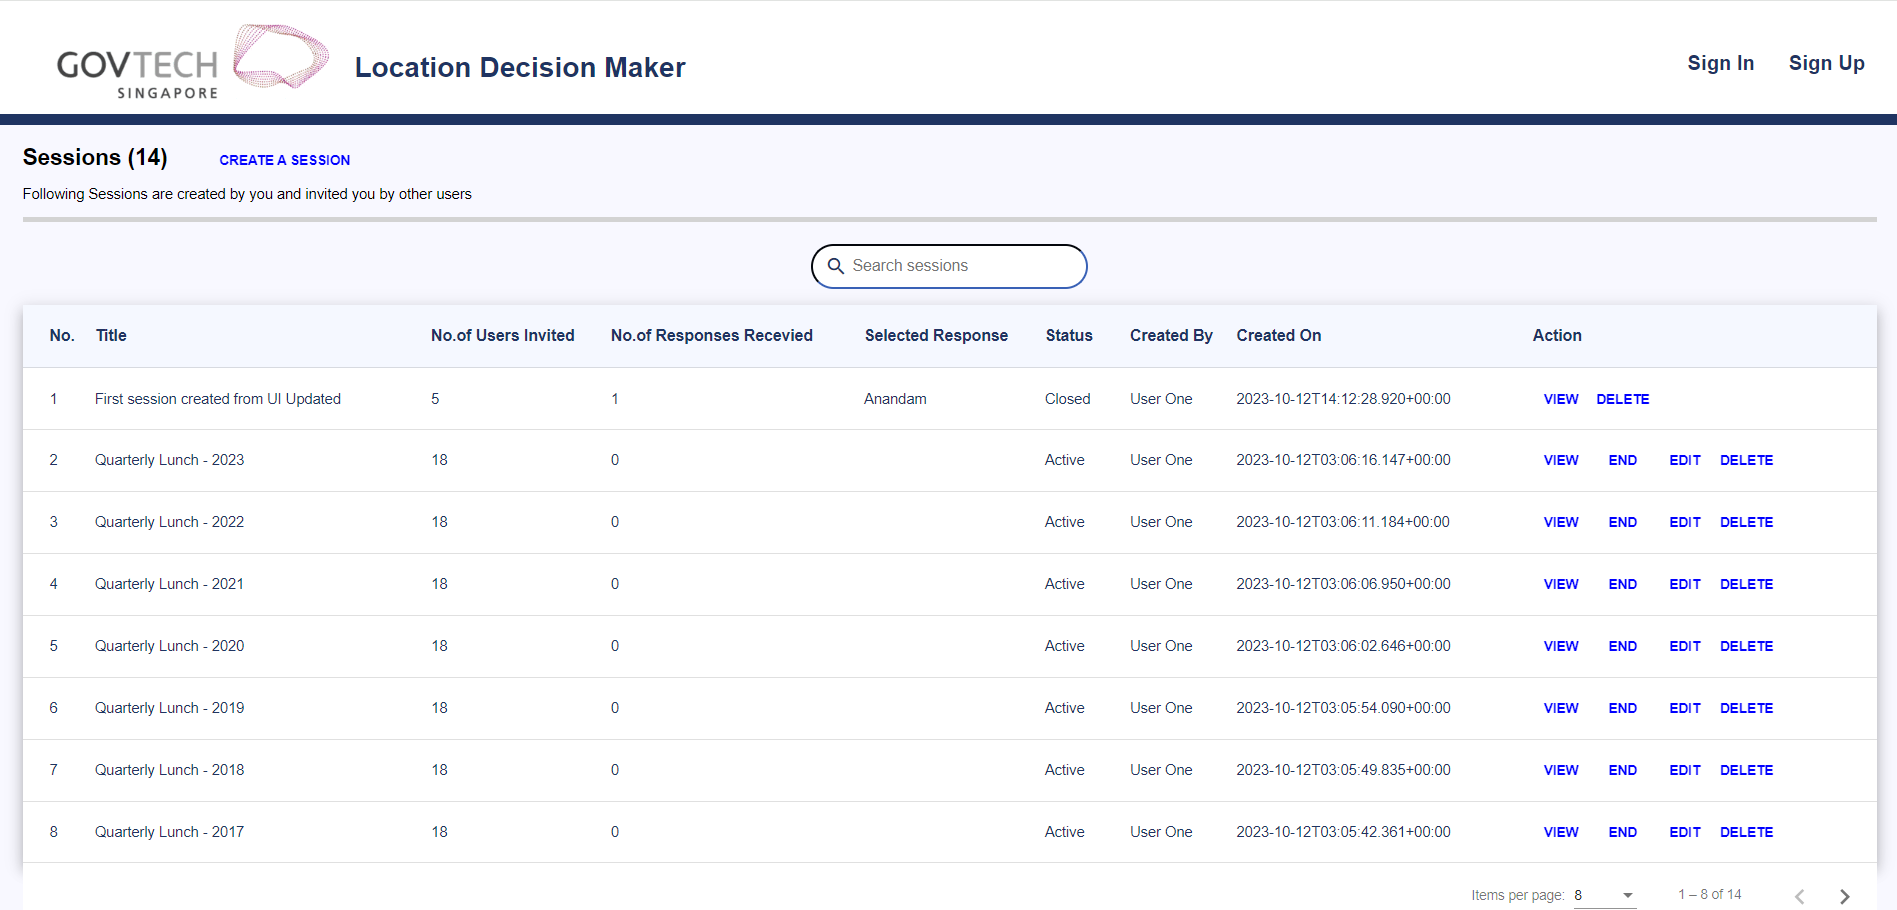 GOVTECH
SINGAPORE
Location Decision Maker
Sign In Sign Up
Sessions (14) CREATE A SESSION
Following Sessions are created by you and invited you by other users
Search sessions
No. Title No.of Users Invited No.of Responses Recevied Selected Response Status Created By Created On Action
1 First session created from UI Updated 5 1 Anandam Closed User One 2023-10-12T14:12:28.920+00:00 VIEW DELETE
2 Quarterly Lunch - 2023 18 0 Active User One 2023-10-12T03:06:16.147+00:00 VIEW END EDIT DELETE
3 Quarterly Lunch - 2022 18 0 Active User One 2023-10-12T03:06:11.184+00:00 VIEW END EDIT DELETE
4 Quarterly Lunch - 2021 18 0 Active User One 2023-10-12T03:06:06.950+00:00 VIEW END EDIT DELETE
5 Quarterly Lunch - 2020 18 0 Active User One 2023-10-12T03:06:02.646+00:00 VIEW END EDIT DELETE
6 Quarterly Lunch - 2019 18 0 Active User One 2023-10-12T03:05:54.090+00:00 VIEW END EDIT DELETE
7 Quarterly Lunch - 2018 18 0 Active User One 2023-10-12T03:05:49.835+00:00 VIEW END EDIT DELETE
8 Quarterly Lunch - 2017 18 0 Active User One 2023-10-12T03:05:42.361+00:00 VIEW END EDIT DELETE
Items per page: 8 1 – 8 of 14